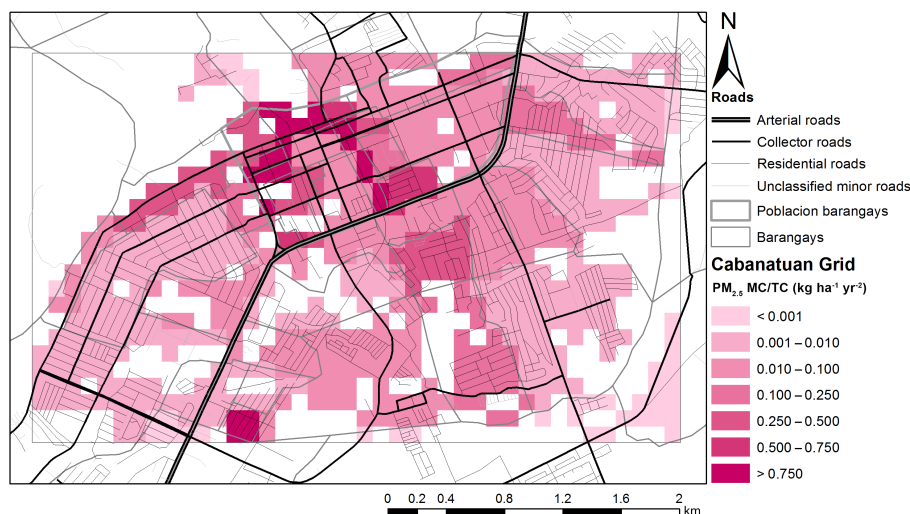 N
Roads
Arterial roads
Collector roads
Residential roads
Unclassified minor roads
Poblacion barangays
Barangays
Cabanatuan Grid
PM2.5 MC/TC (kg ha-1 yr-2)
< 0.001
0.001 – 0.010
0.010 – 0.100
0.100 – 0.250
0.250 – 0.500
0.500 – 0.750
> 0.750
0 0.2 0.4 0.8 1.2 1.6 2
km